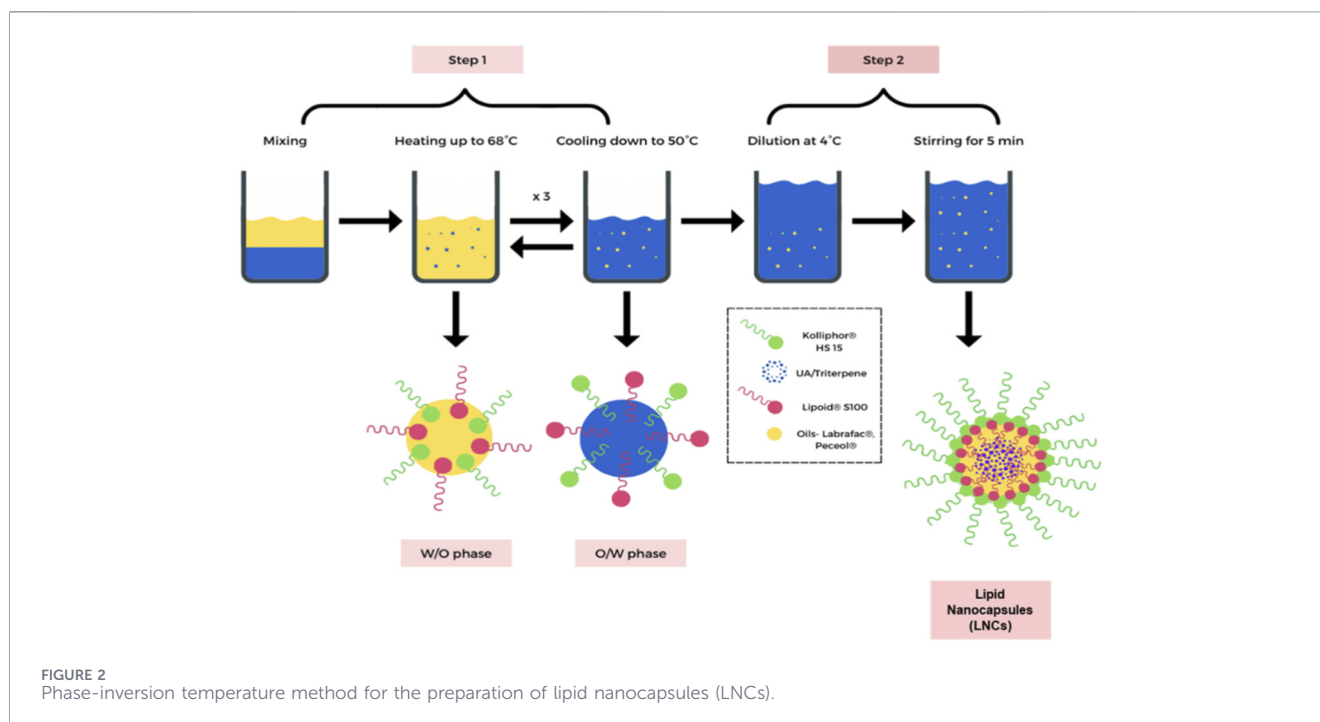 Step 1
Step 2
Mixing
Heating up to 68°C
Cooling down to 50°C
Dilution at 4°C
Stirring for 5 min
x 3
Kolliphor®
HS 15
UA/Triterpene
Lipoid® S100
Oils- Labrafac®,
Peceol®
W/O phase
O/W phase
Lipid
Nanocapsules
(LNCs)
FIGURE 2
Phase-inversion temperature method for the preparation of lipid nanocapsules (LNCs).